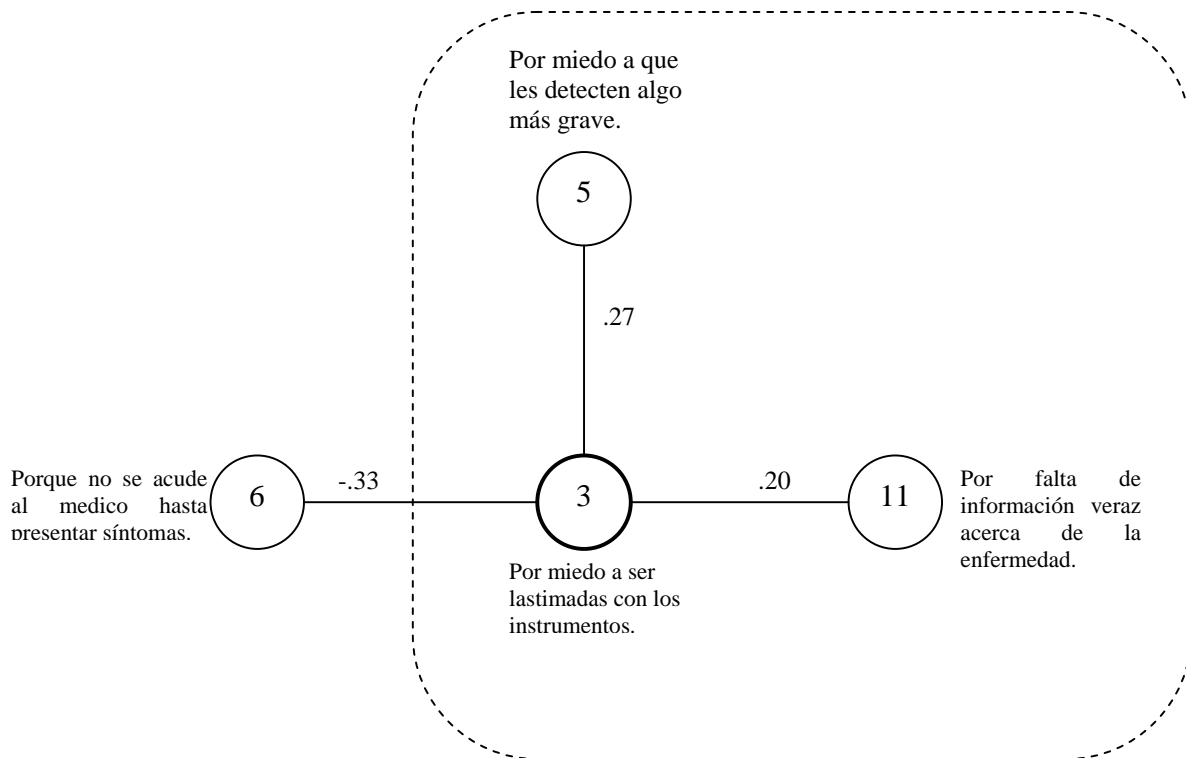 Por miedo a que
les detecten algo
más grave.
5
.27
Porque no se acude
al medico hasta
presentar síntomas.
6
-.33
3
.20
11
Por falta de
información veraz
acerca de la
enfermedad.
Por miedo a ser
lastimadas con los
instrumentos.